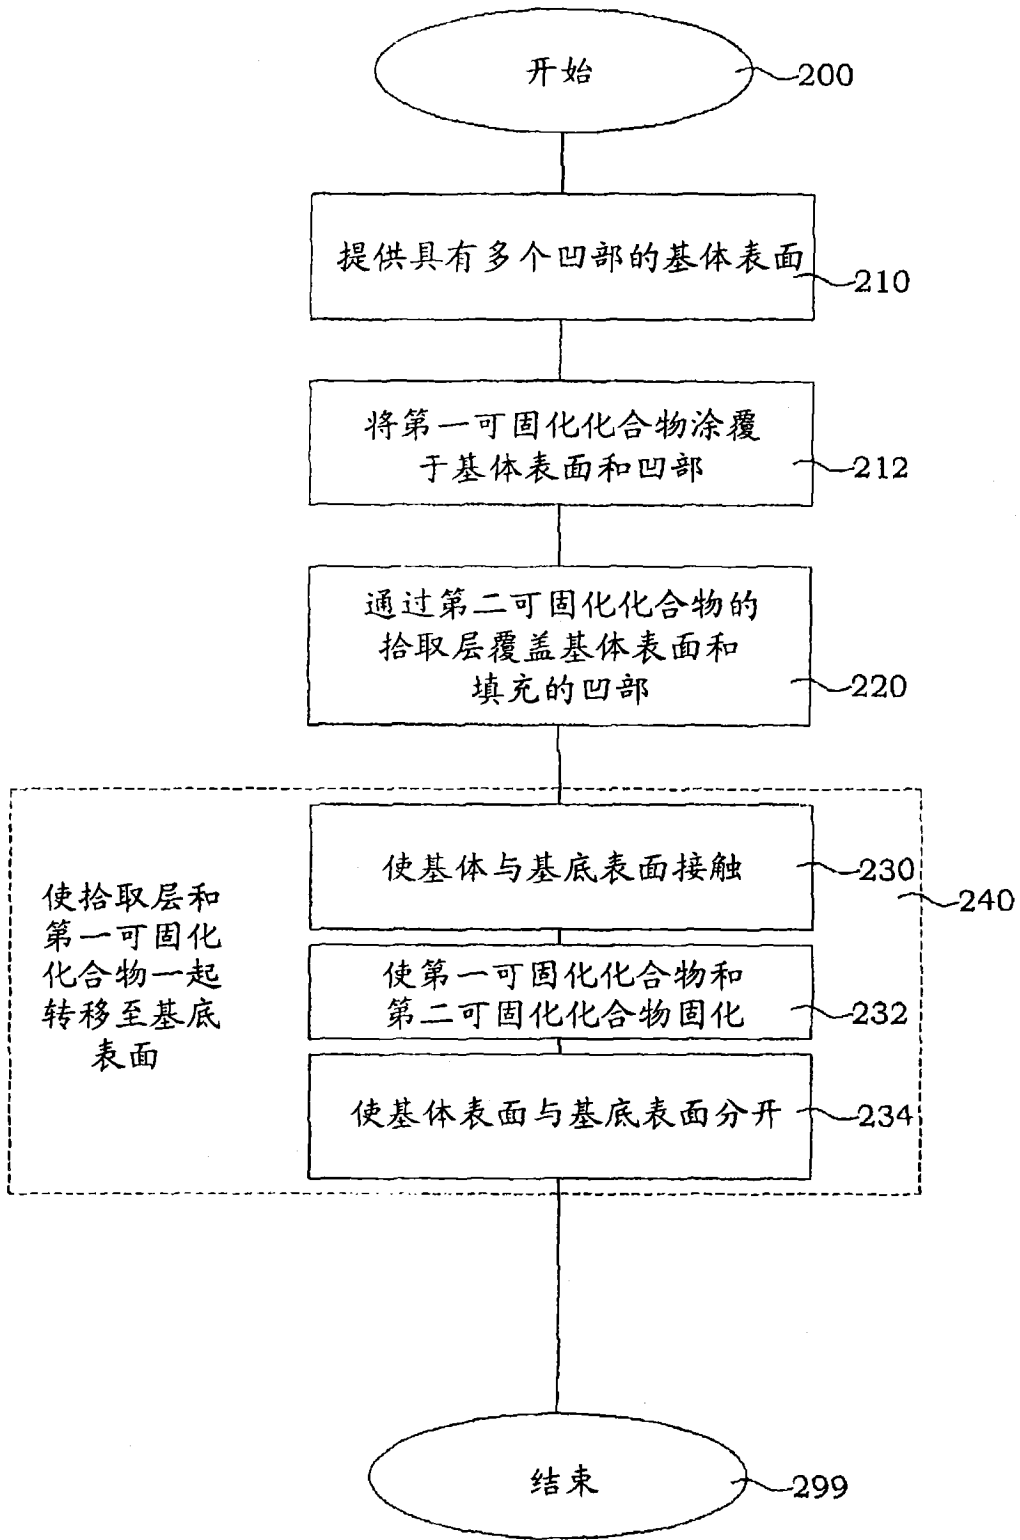 开始
200
提供具有多个凹部的基体表面
210
将第一可固化化合物涂覆
于基体表面和凹部
212
通过第二可固化化合物的
拾取层覆盖基体表面和
填充的凹部
220
使拾取层和
第一可固化
化合物一起
转移至基底
表面
使基体与基底表面接触
230
240
使第一可固化化合物和
第二可固化化合物固化
232
使基体表面与基底表面分开
234
结束
299